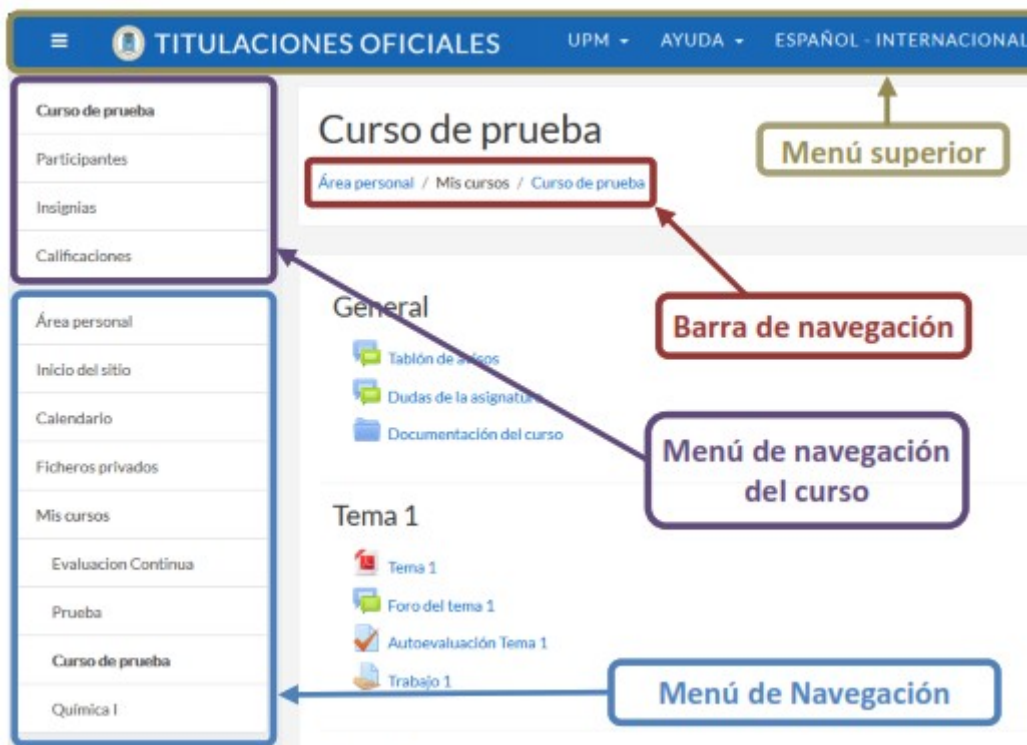 TITULACIONES OFICIALES UPM AYUDA ESPAÑOL - INTERNACIONAL
Menú superior
Curso de prueba
Participantes
Insignias
Calificaciones
Área personal
Inicio del sitio
Calendario
Ficheros privados
Mis cursos
Evaluacion Continua
Prueba
Curso de prueba
Química I
Curso de prueba
Área personal / Mis cursos / Curso de prueba
Barra de navegación
General
Tablón de avisos
Dudas de la asignatura
Documentación del curso
Menú de navegación
del curso
Tema 1
Tema 1
Foro del tema 1
Autoevaluación Tema 1
Trabajo 1
Menú de Navegación